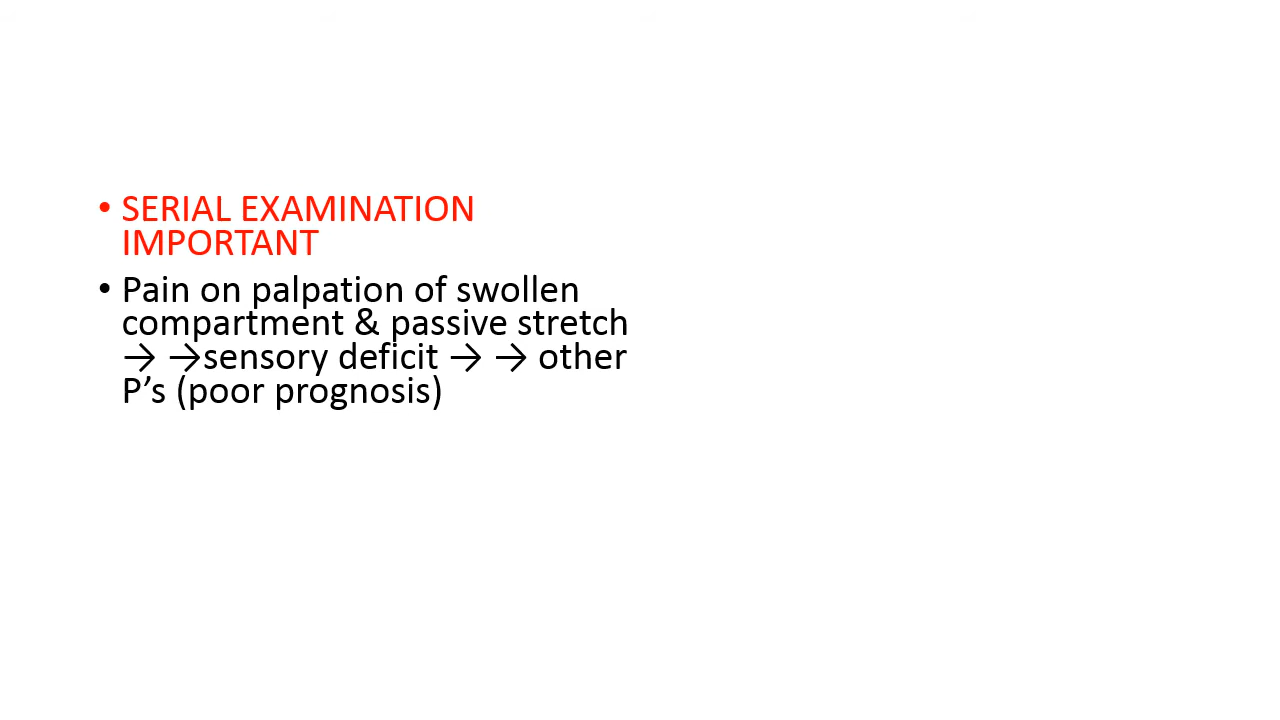 • SERIAL EXAMINATION
IMPORTANT
• Pain on palpation of swollen
compartment & passive stretch
→ →sensory deficit → → other
P’s (poor prognosis)